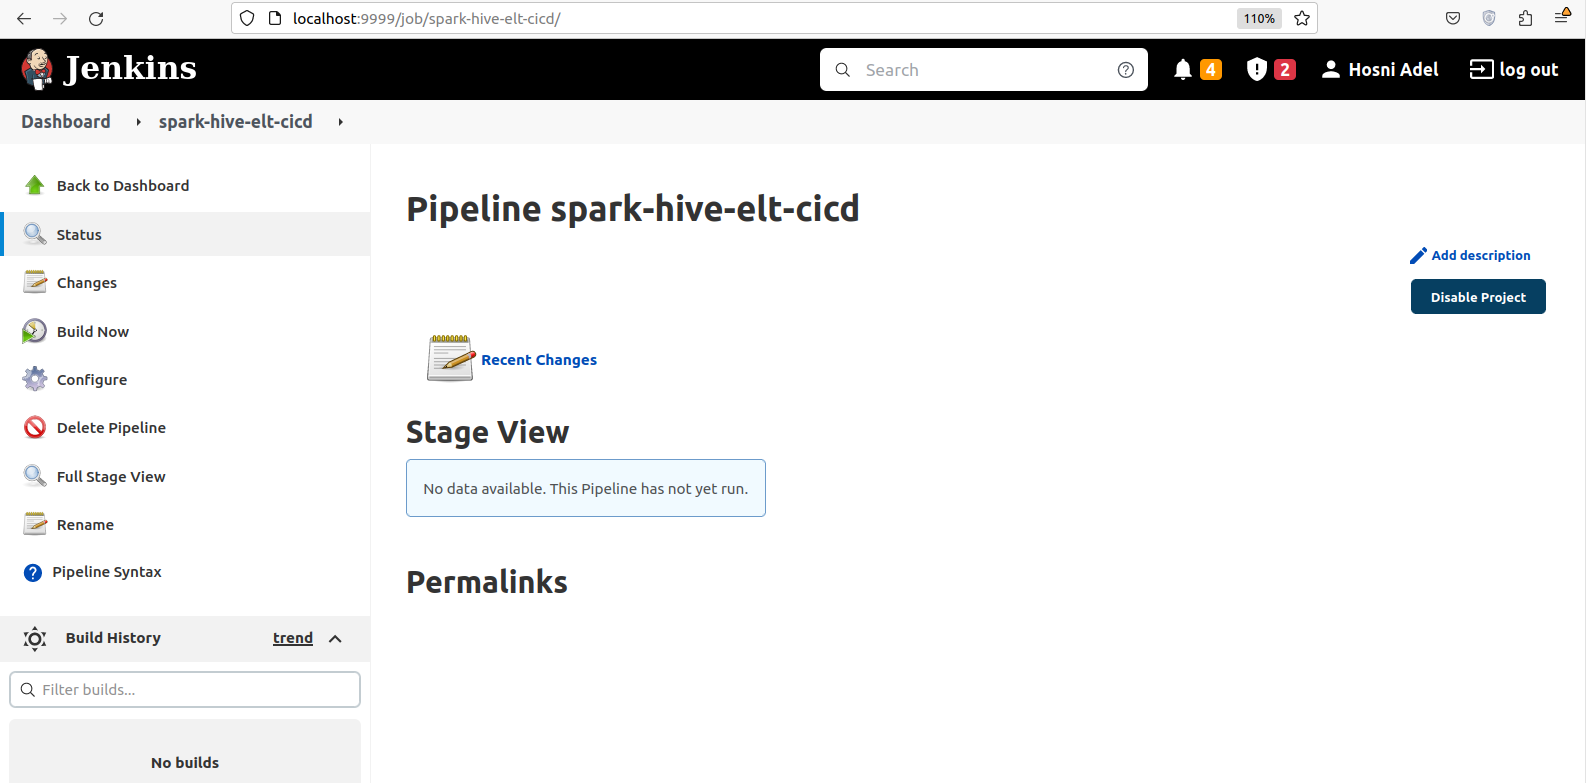 localhost:9999/job/spark-hive-elt-cicd/
110%
Jenkins
Search
4
2
Hosni Adel
log out
Dashboard
spark-hive-elt-cicd
Back to Dashboard
Status
Changes
Build Now
Configure
Delete Pipeline
Full Stage View
Rename
Pipeline Syntax
Build History
trend
Filter builds...
No builds
Pipeline spark-hive-elt-cicd
Add description
Disable Project
Recent Changes
Stage View
No data available. This Pipeline has not yet run.
Permalinks